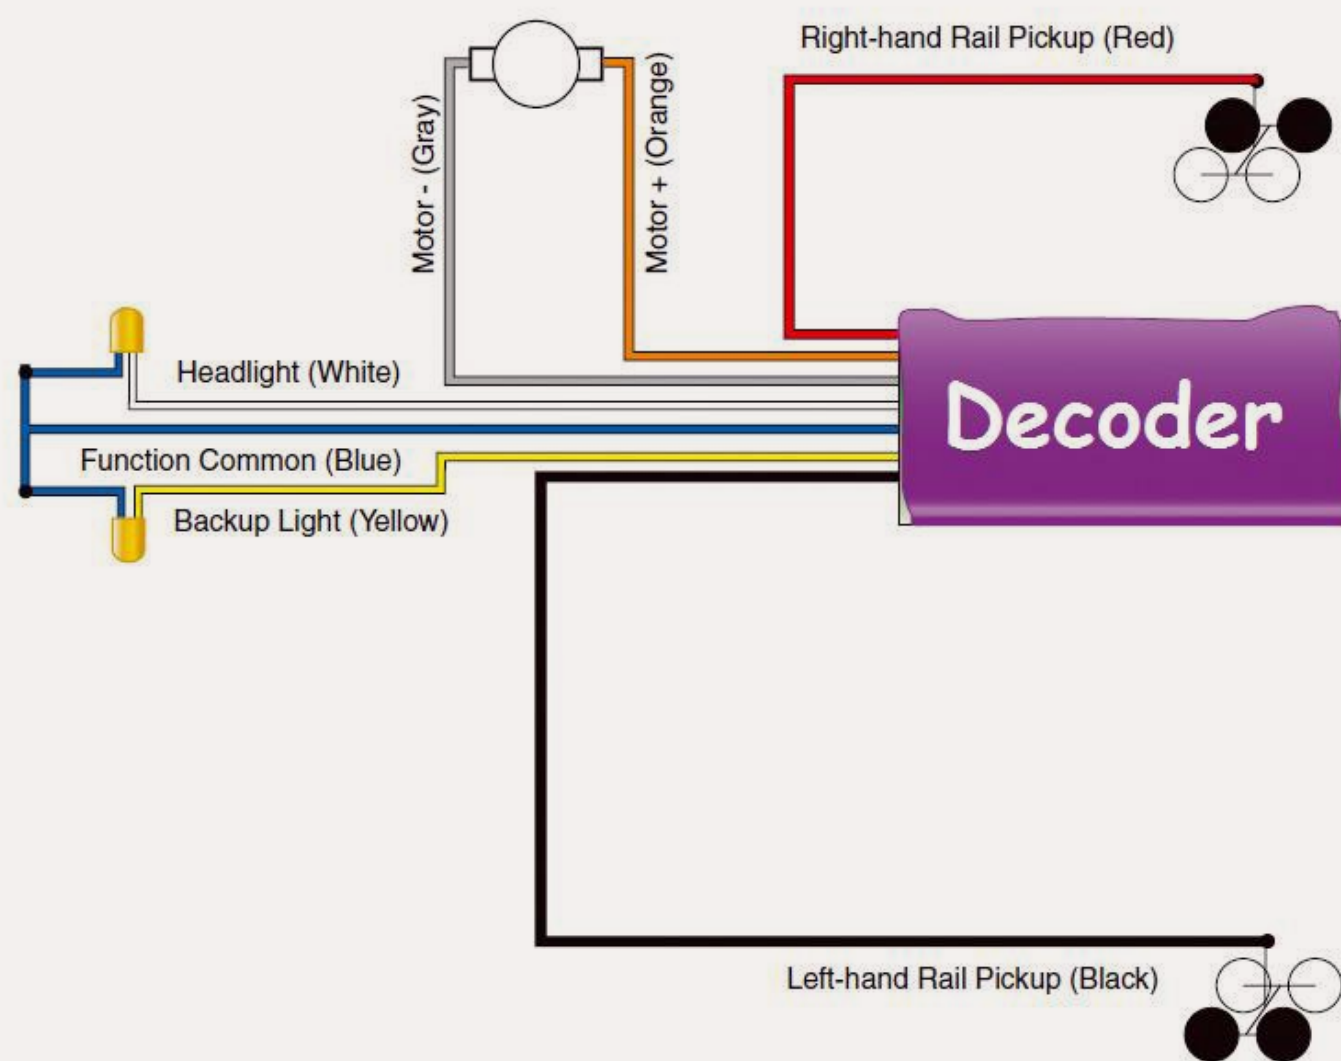 Right-hand Rail Pickup (Red)
Motor - (Gray)
Motor + (Orange)
Headlight (White)
Decoder
Function Common (Blue)
Backup Light (Yellow)
Left-hand Rail Pickup (Black)